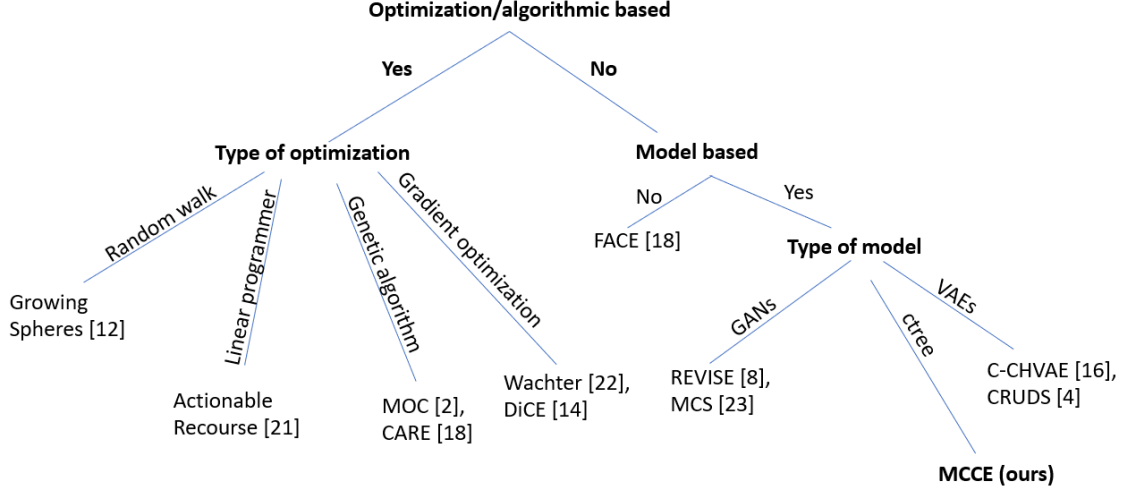 Optimization/algorithmic based
Yes
No
Type of optimization
Model based
Random walk
Linear programmer
Genetic algorithm
Gradient optimization
No
Yes
FACE [18]
Type of model
GANs
ctree
VAEs
Growing
Spheres [12]
Actionable
Recourse [21]
MOC [2],
CARE [18]
Wachter [22],
DiCE [14]
REVISE [8],
MCS [23]
C-CHVAE [16],
CRUDS [4]
MCCE (ours)